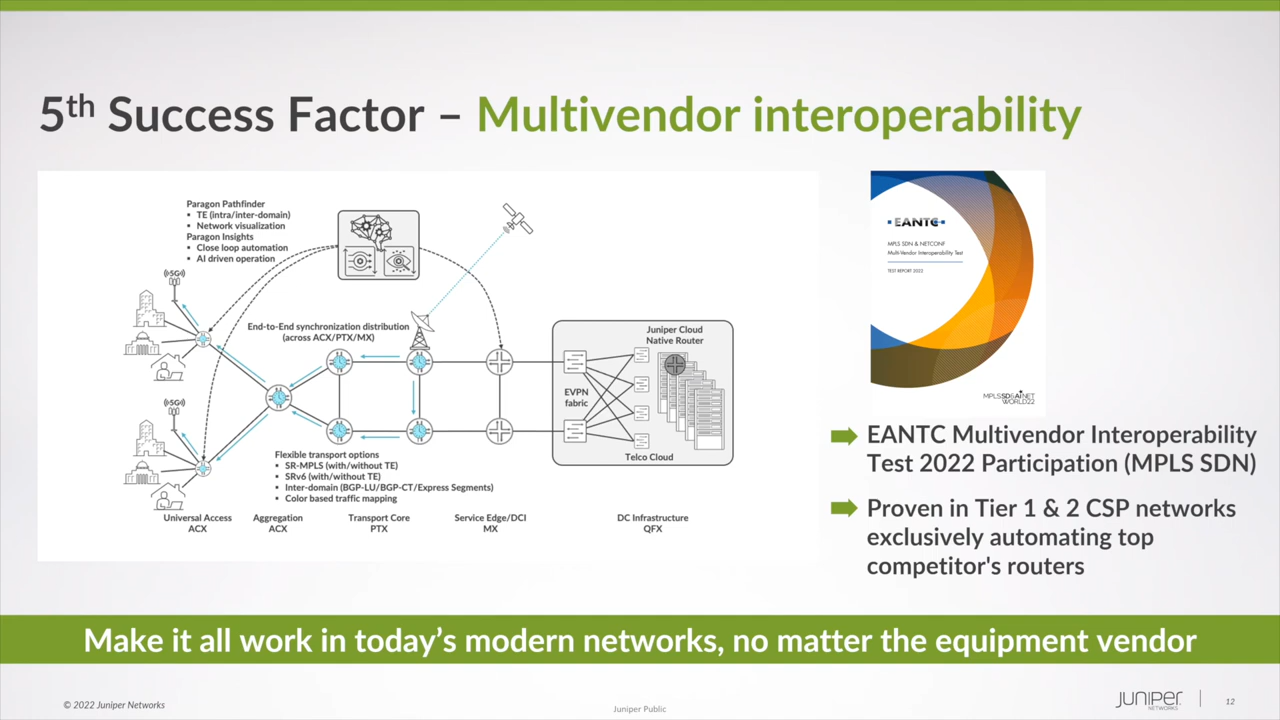 5th Success Factor – Multivendor interoperability
Paragon Pathfinder
▪ TE (intra/inter-domain)
▪ Network visualization
Paragon Insights
▪ Close loop automation
▪ AI driven operation
((•5G))
End-to-End synchronization distribution
(across ACX/PTX/MX)
Juniper Cloud
Native Router
EVPN
fabric
Telco Cloud
((•5G))
Flexible transport options
▪ SR-MPLS (with/without TE)
▪ SRv6 (with/without TE)
▪ Inter-domain (BGP-LU/BGP-CT/Express Segments)
▪ Color based traffic mapping
Universal Access
ACX
Aggregation
ACX
Transport Core
PTX
Service Edge/DCI
MX
DC Infrastructure
QFX
EANTC
MPLS SDN & NETCONF
Multi-Vendor Interoperability Test
TEST REPORT 2022
MPLSSD&AINET
WORLD22
EANTC Multivendor Interoperability
Test 2022 Participation (MPLS SDN)
Proven in Tier 1 & 2 CSP networks
exclusively automating top
competitor's routers
Make it all work in today’s modern networks, no matter the equipment vendor
© 2022 Juniper Networks
Juniper Public
JUNIPER
NETWORKS
12